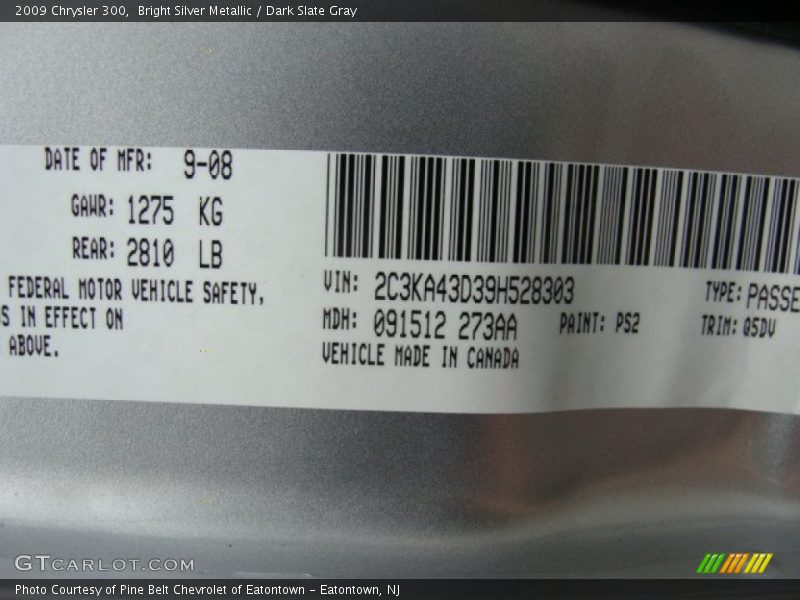 2009 Chrysler 300, Bright Silver Metallic / Dark Slate Gray
DATE OF MFR: 9-08
GAWR: 1275 KG
REAR: 2810 LB
FEDERAL MOTOR VEHICLE SAFETY,
S IN EFFECT ON
ABOVE.
VIN: 2C3KA43D39H528303
TYPE: PASSE
MDH: 091512 273AA
PAINT: PS2
TRIM: Q5DV
VEHICLE MADE IN CANADA
GTCARLOT.COM
Photo Courtesy of Pine Belt Chevrolet of Eatontown - Eatontown, NJ